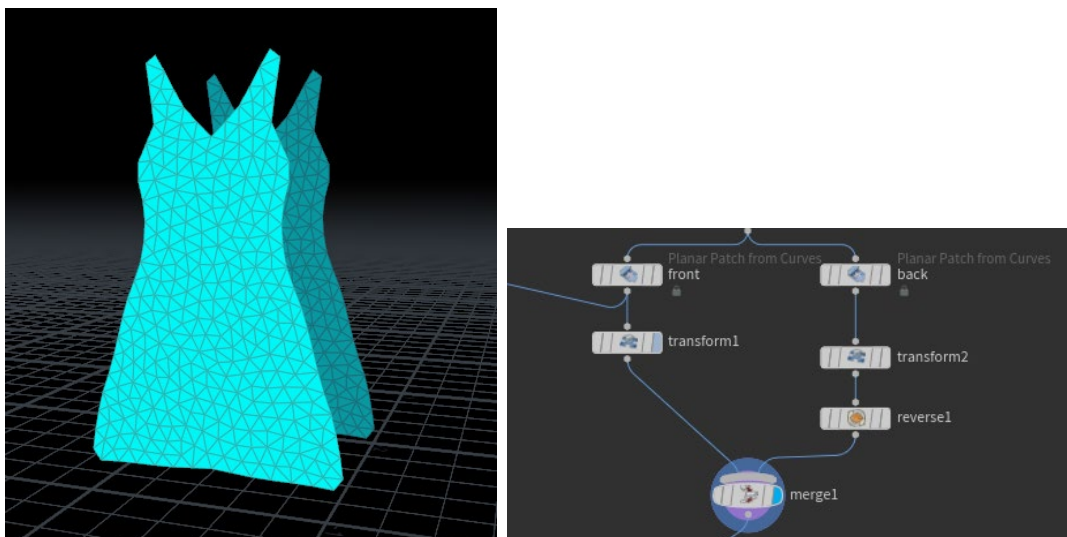 Planar Patch from Curves
front
Planar Patch from Curves
back
transform1
transform2
reverse1
merge1